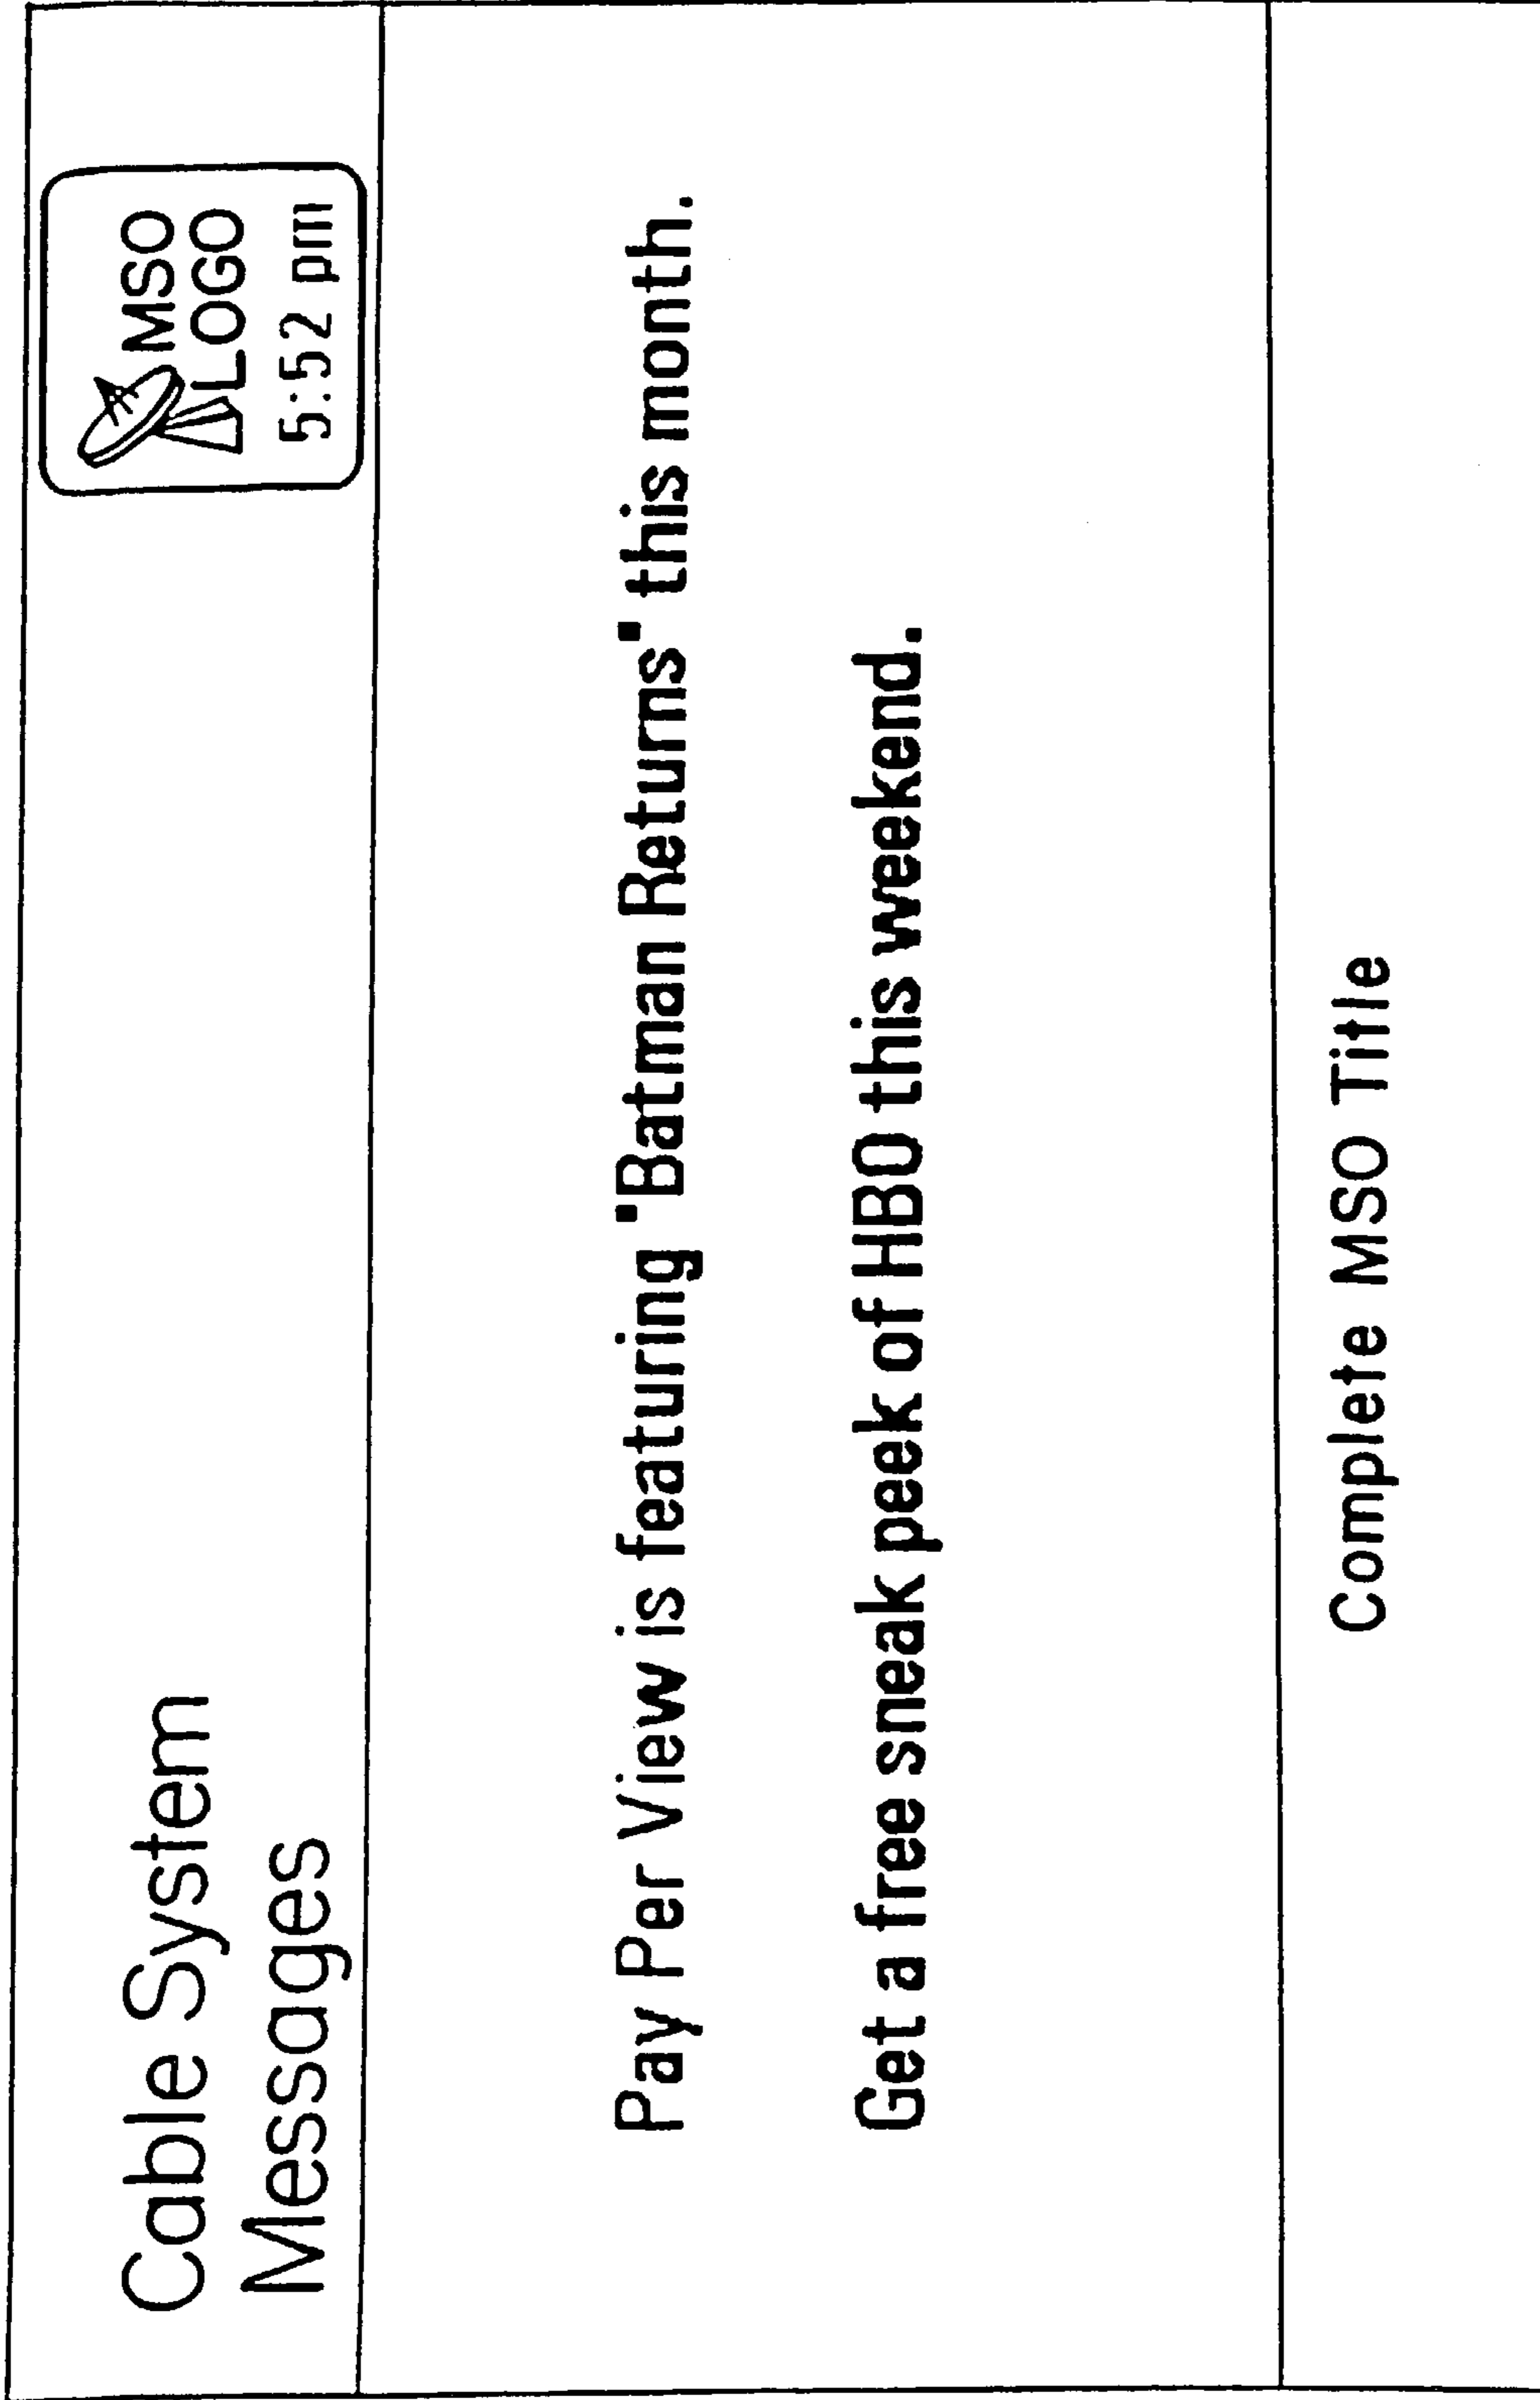 Cable System
Messages
MSO
LOGO
5:52 pm
Pay Per View is featuring "Batman Returns" this month.
Get a free sneak peek of HBO this weekend.
Complete MSO Title